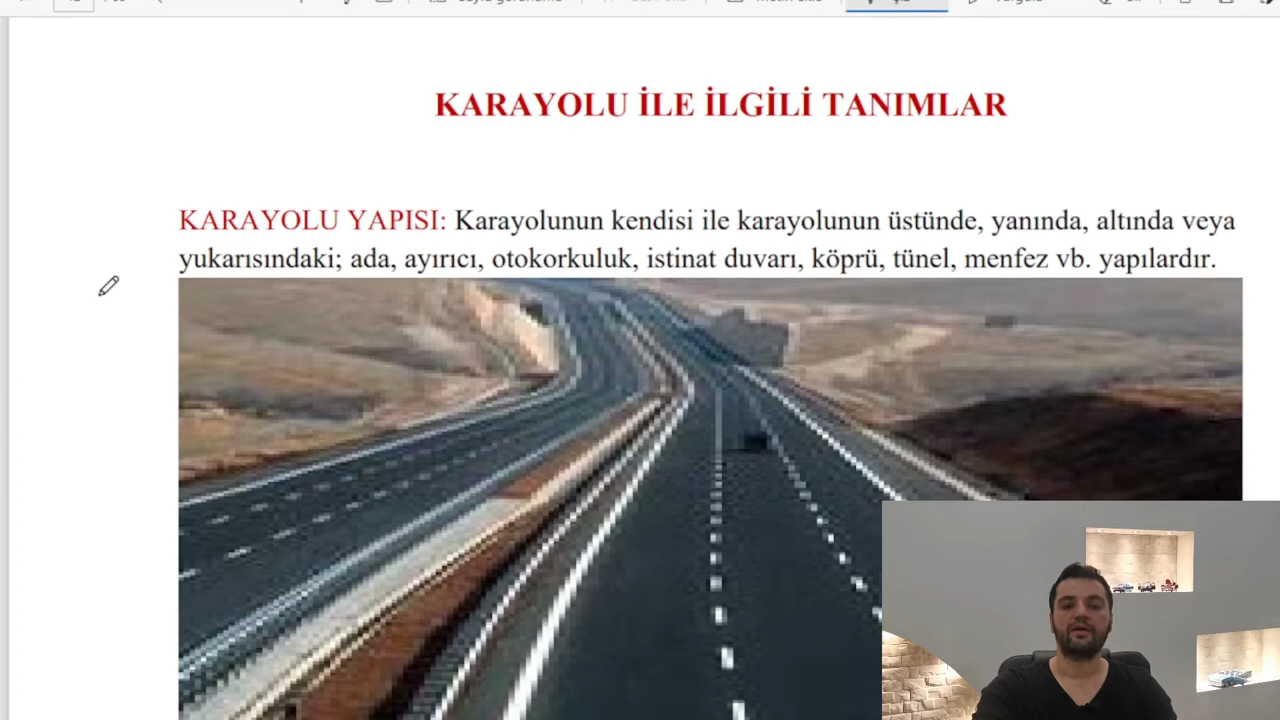 KARAYOLU İLE İLGİLİ TANIMLAR
KARAYOLU YAPISI: Karayolunun kendisi ile karayolunun üstünde, yanında, altında veya
yukarısındaki; ada, ayırıcı, otokorkuluk, istinat duvarı, köprü, tünel, menfez vb. yapılardır.